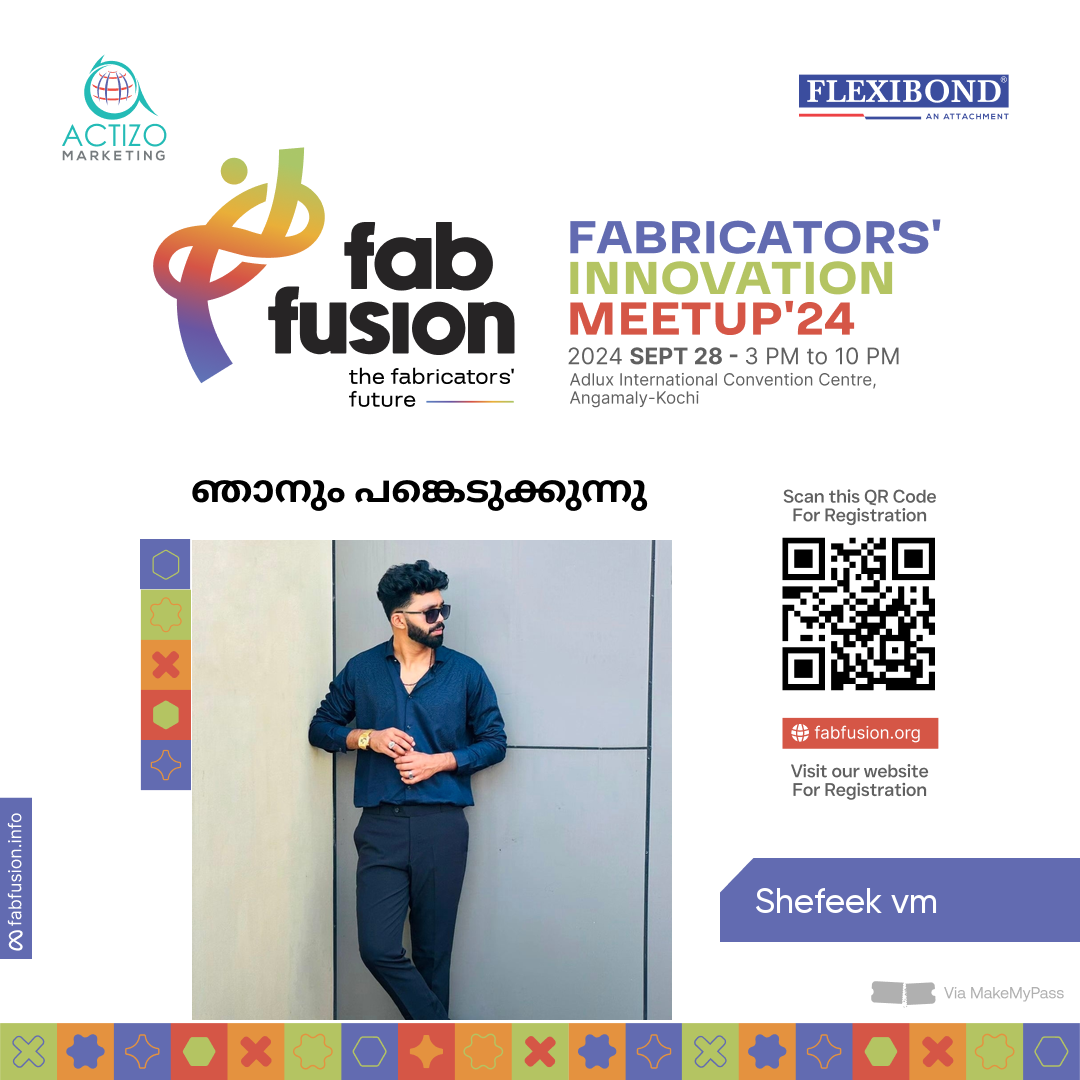 ACTIZO
MARKETING
FLEXIBOND®
AN ATTACHMENT
fab
fusion
the fabricators'
future
FABRICATORS'
INNOVATION
MEETUP'24
2024 SEPT 28 - 3 PM to 10 PM
Adlux International Convention Centre,
Angamaly-Kochi
ഞാനും പങ്കെടുക്കുന്നു
Scan this QR Code
For Registration
fabfusion.org
Visit our website
For Registration
fabfusion.info
Shefeek vm
Via MakeMyPass